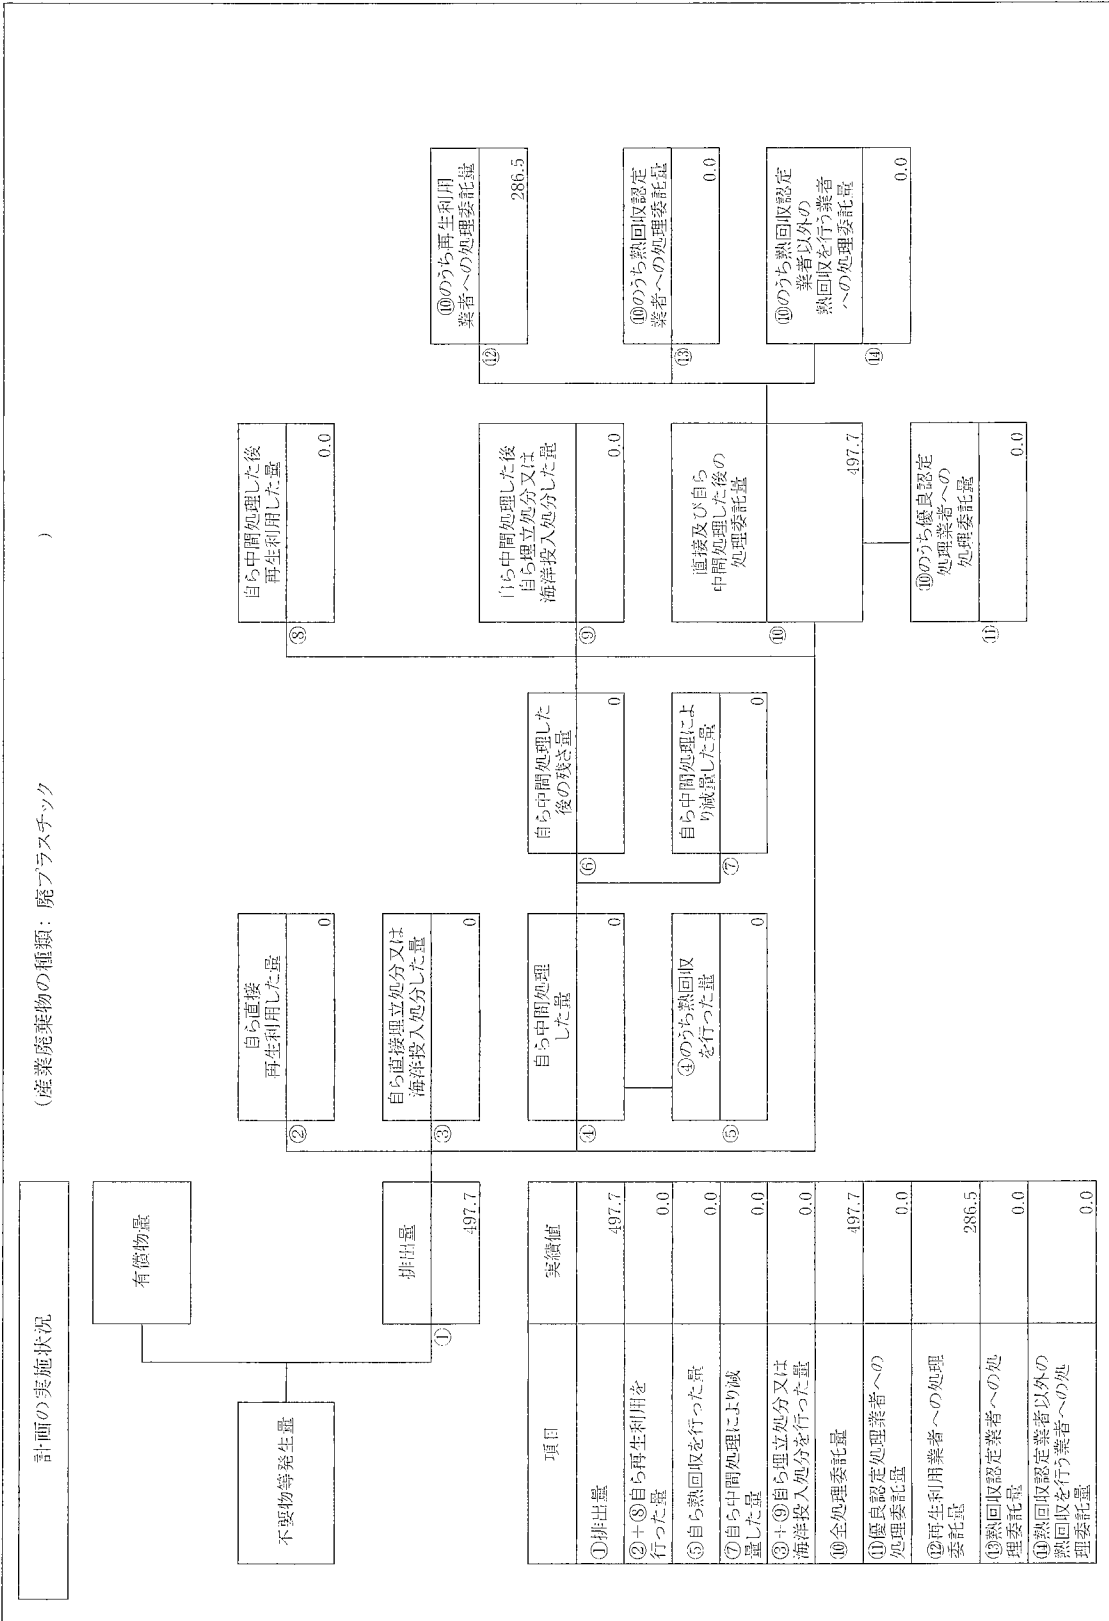 計画の実施状況
(産業廃棄物の種類: 廃プラスチック
)
不要物等発生量
有償物量
①
排出量
497.7
②
自ら直接
再生利用した量
0
③
自ら直接埋立処分又は
海洋投入処分した量
0
④
自ら中間処理
した量
0
⑤
④のうち熱回収
を行った量
0
⑥
自ら中間処理した
後の残さ量
0
⑦
自ら中間処理によ
り減量した量
0
⑧
自ら中間処理した後
再生利用した量
0.0
⑨
自ら中間処理した後
自ら埋立処分又は
海洋投入処分した量
0.0
⑩
直接及び自ら
中間処理した後の
処理委託量
497.7
⑪
⑩のうち優良認定
処理業者への
処理委託量
0.0
⑫
⑩のうち再生利用
業者への処理委託量
286.5
⑬
⑩のうち熱回収認定
業者への処理委託量
0.0
⑭
⑩のうち熱回収認定
業者以外の
熱回収を行う業者
への処理委託量
0.0
項目 実績値
①排出量 497.7
②+⑧自ら再生利用を
行った量 0.0
⑤自ら熱回収を行った量 0.0
⑦自ら中間処理により減
量した量 0.0
③+⑨自ら埋立処分又は
海洋投入処分を行った量 0.0
⑩全処理委託量 497.7
⑪優良認定処理業者への
処理委託量 0.0
⑫再生利用業者への処理
委託量 286.5
⑬熱回収認定業者への処
理委託量 0.0
⑭熱回収認定業者以外の
熱回収を行う業者への処
理委託量 0.0